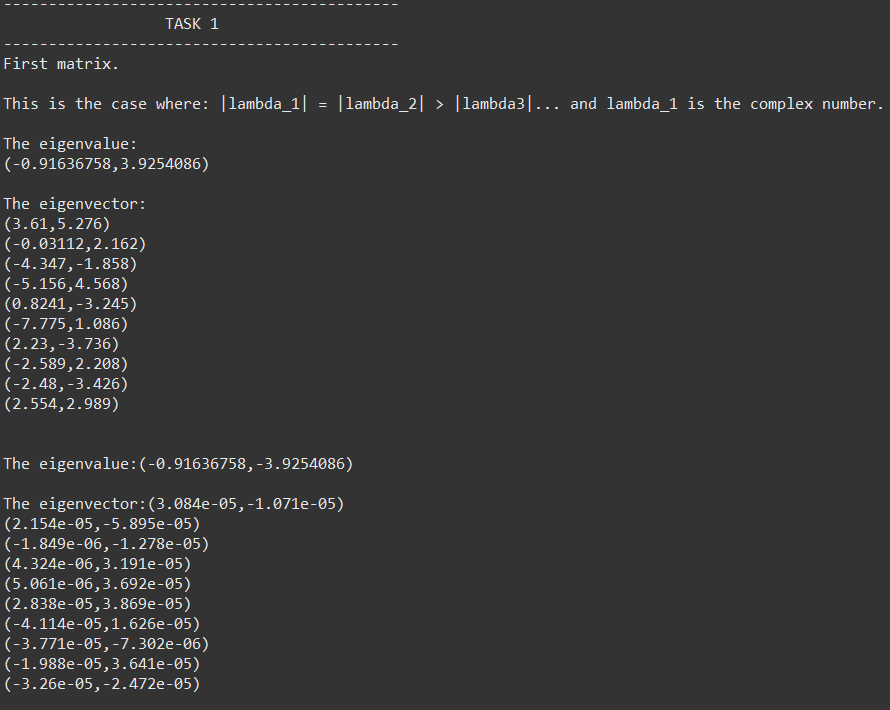 --------------------------------------------
TASK 1
--------------------------------------------
First matrix.
This is the case where: |lambda_1| = |lambda_2| > |lambda3|... and lambda_1 is the complex number.
The eigenvalue:
(-0.91636758,3.9254086)
The eigenvector:
(3.61,5.276)
(-0.03112,2.162)
(-4.347,-1.858)
(-5.156,4.568)
(0.8241,-3.245)
(-7.775,1.086)
(2.23,-3.736)
(-2.589,2.208)
(-2.48,-3.426)
(2.554,2.989)
The eigenvalue:(-0.91636758,-3.9254086)
The eigenvector:(3.084e-05,-1.071e-05)
(2.154e-05,-5.895e-05)
(-1.849e-06,-1.278e-05)
(4.324e-06,3.191e-05)
(5.061e-06,3.692e-05)
(2.838e-05,3.869e-05)
(-4.114e-05,1.626e-05)
(-3.771e-05,-7.302e-06)
(-1.988e-05,3.641e-05)
(-3.26e-05,-2.472e-05)